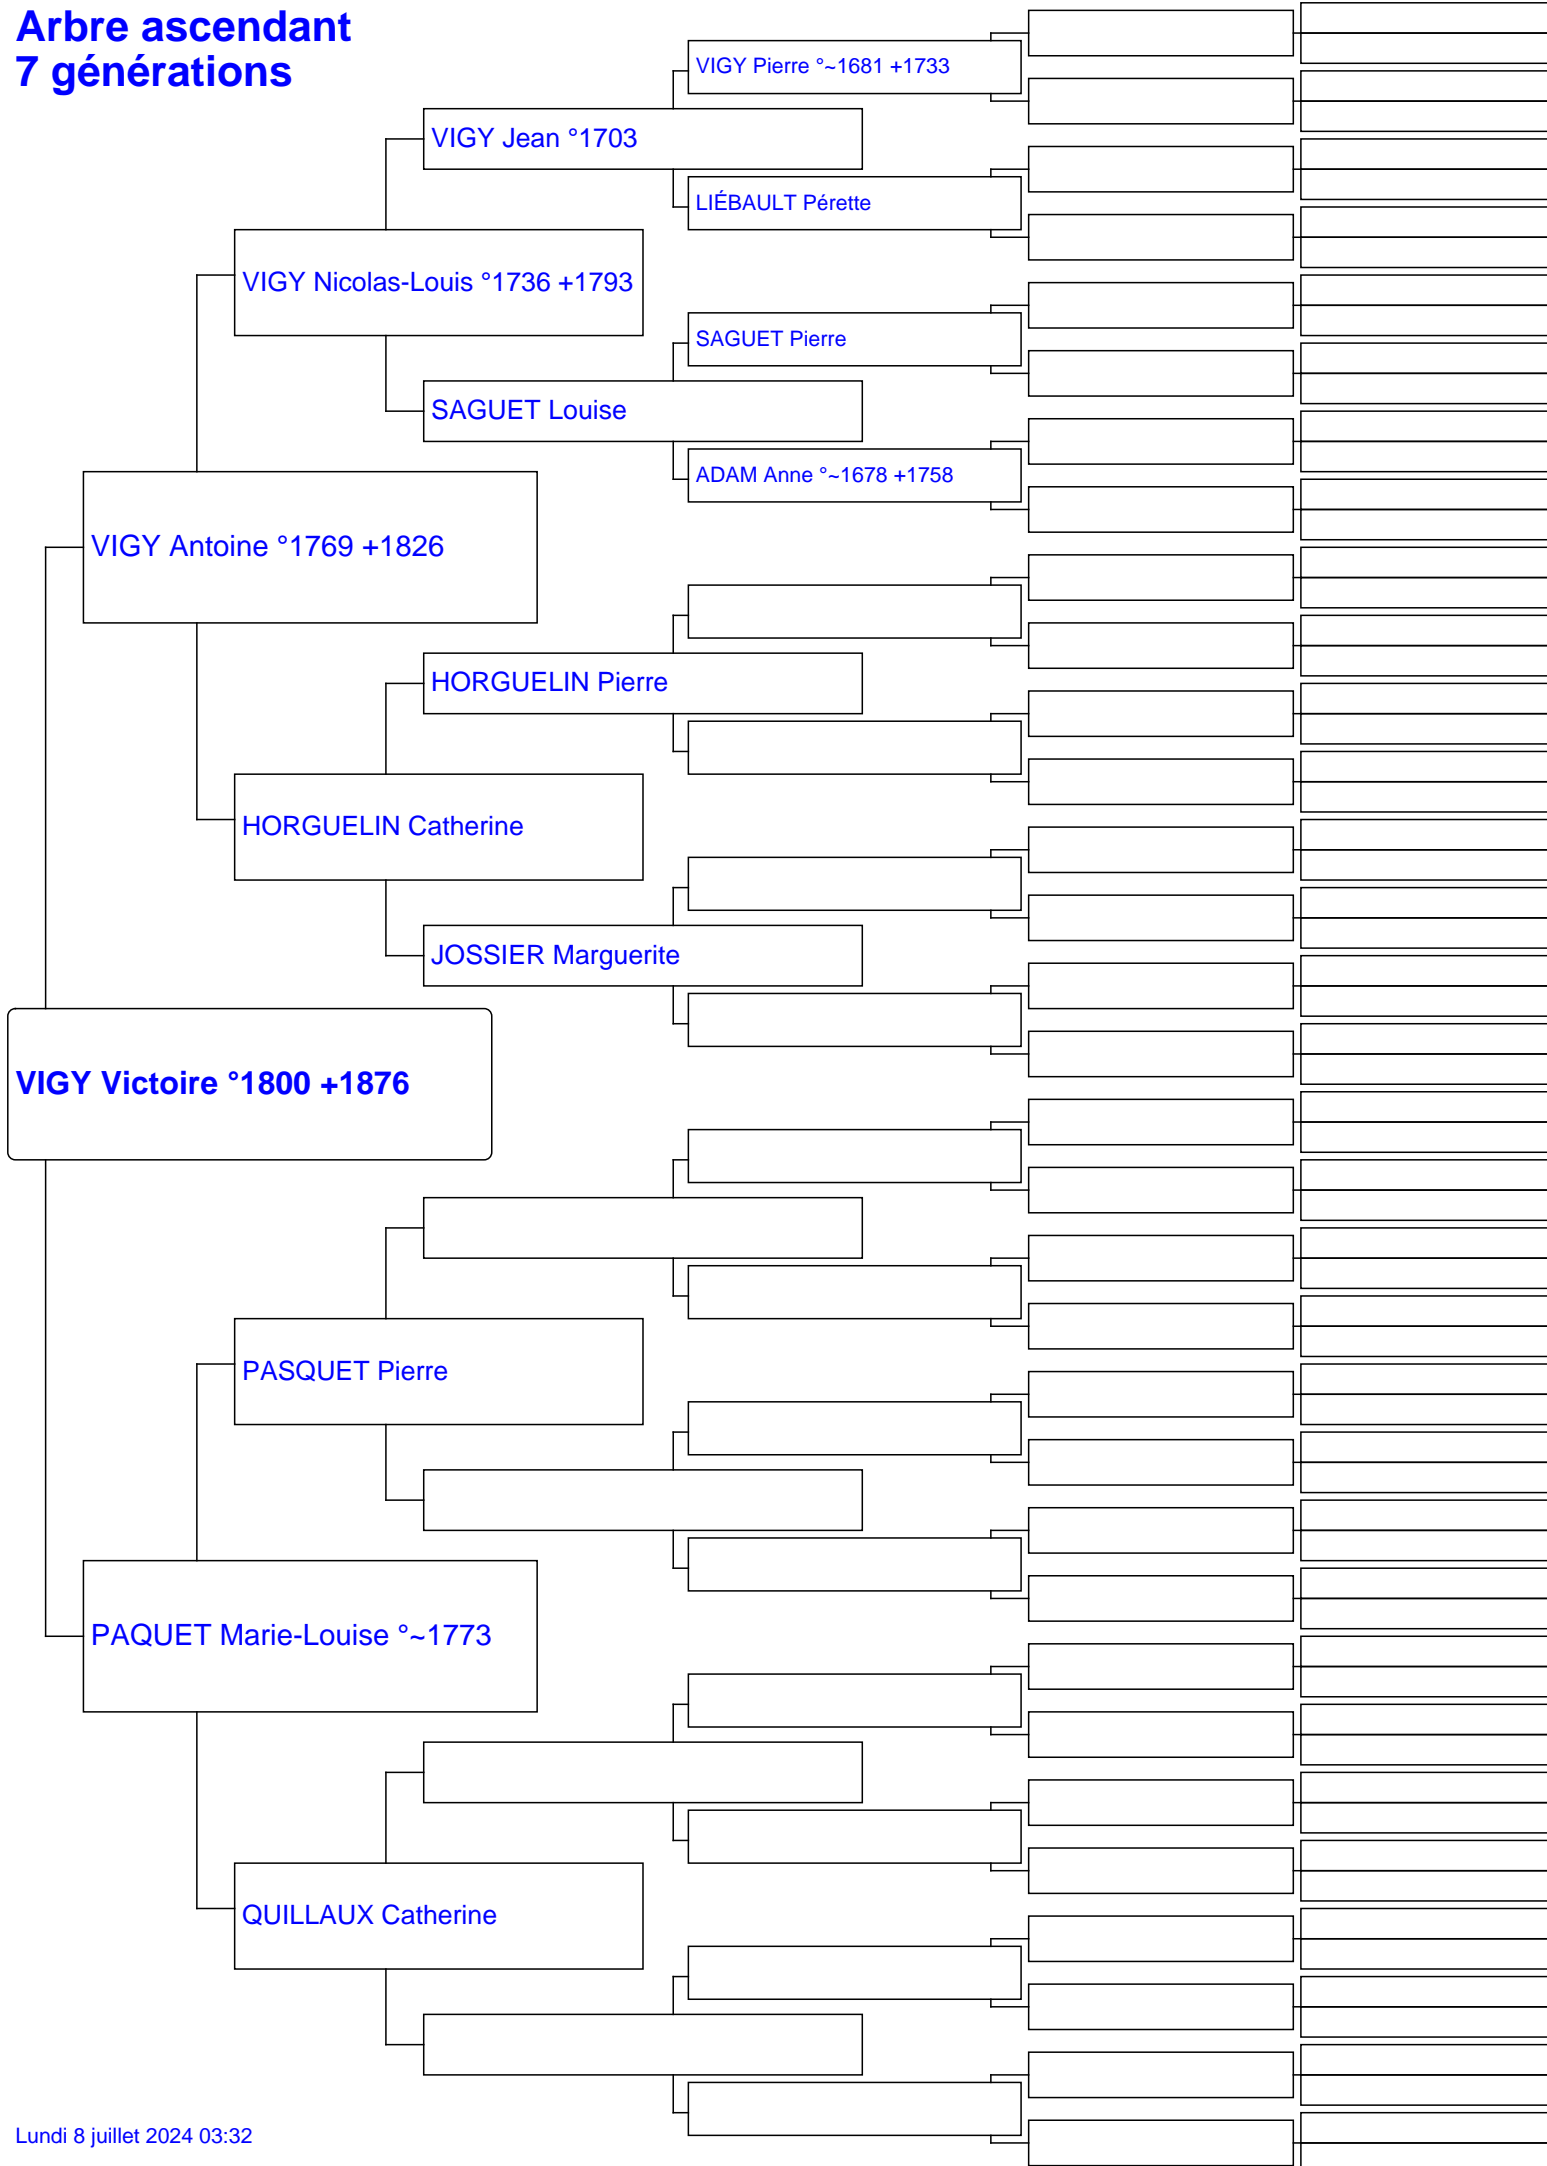 Arbre ascendant
7 générations
VIGY Pierre °~1681 +1733
VIGY Jean °1703
LIÉBAULT Pérette
VIGY Nicolas-Louis °1736 +1793
SAGUET Pierre
SAGUET Louise
ADAM Anne °~1678 +1758
VIGY Antoine °1769 +1826
HORGUELIN Pierre
HORGUELIN Catherine
JOSSIER Marguerite
VIGY Victoire °1800 +1876
PASQUET Pierre
PAQUET Marie-Louise °~1773
QUILLAUX Catherine
Lundi 8 juillet 2024 03:32